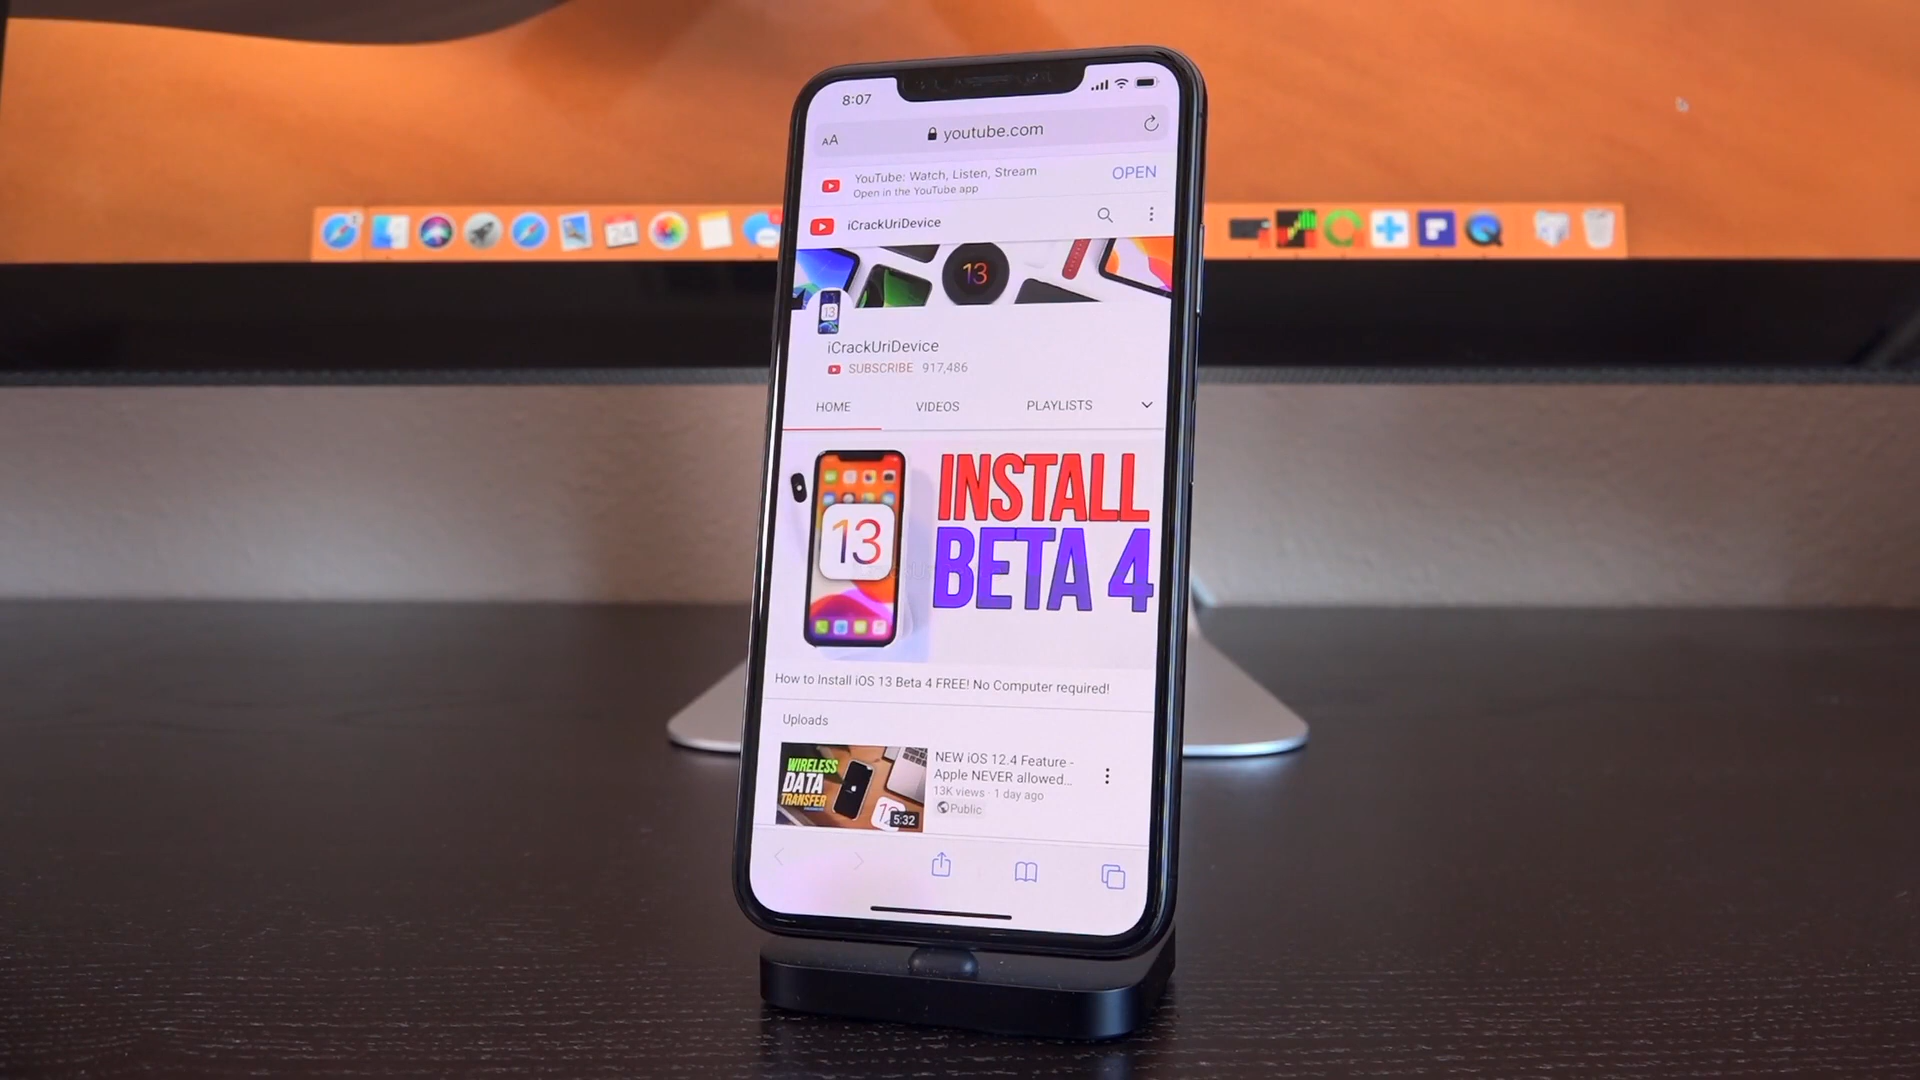 8:07
AA
youtube.com
YouTube: Watch, Listen, Stream
Open in the YouTube app
OPEN
iCrackUriDevice
13
13
iCrackUriDevice
SUBSCRIBE 917,486
HOME
VIDEOS
PLAYLISTS
INSTALL
BETA 4
13
How to Install iOS 13 Beta 4 FREE! No Computer required!
Uploads
WIRELESS
DATA
TRANSFER
5:32
NEW iOS 12.4 Feature -
Apple NEVER allowed...
13K views · 1 day ago
Public
24